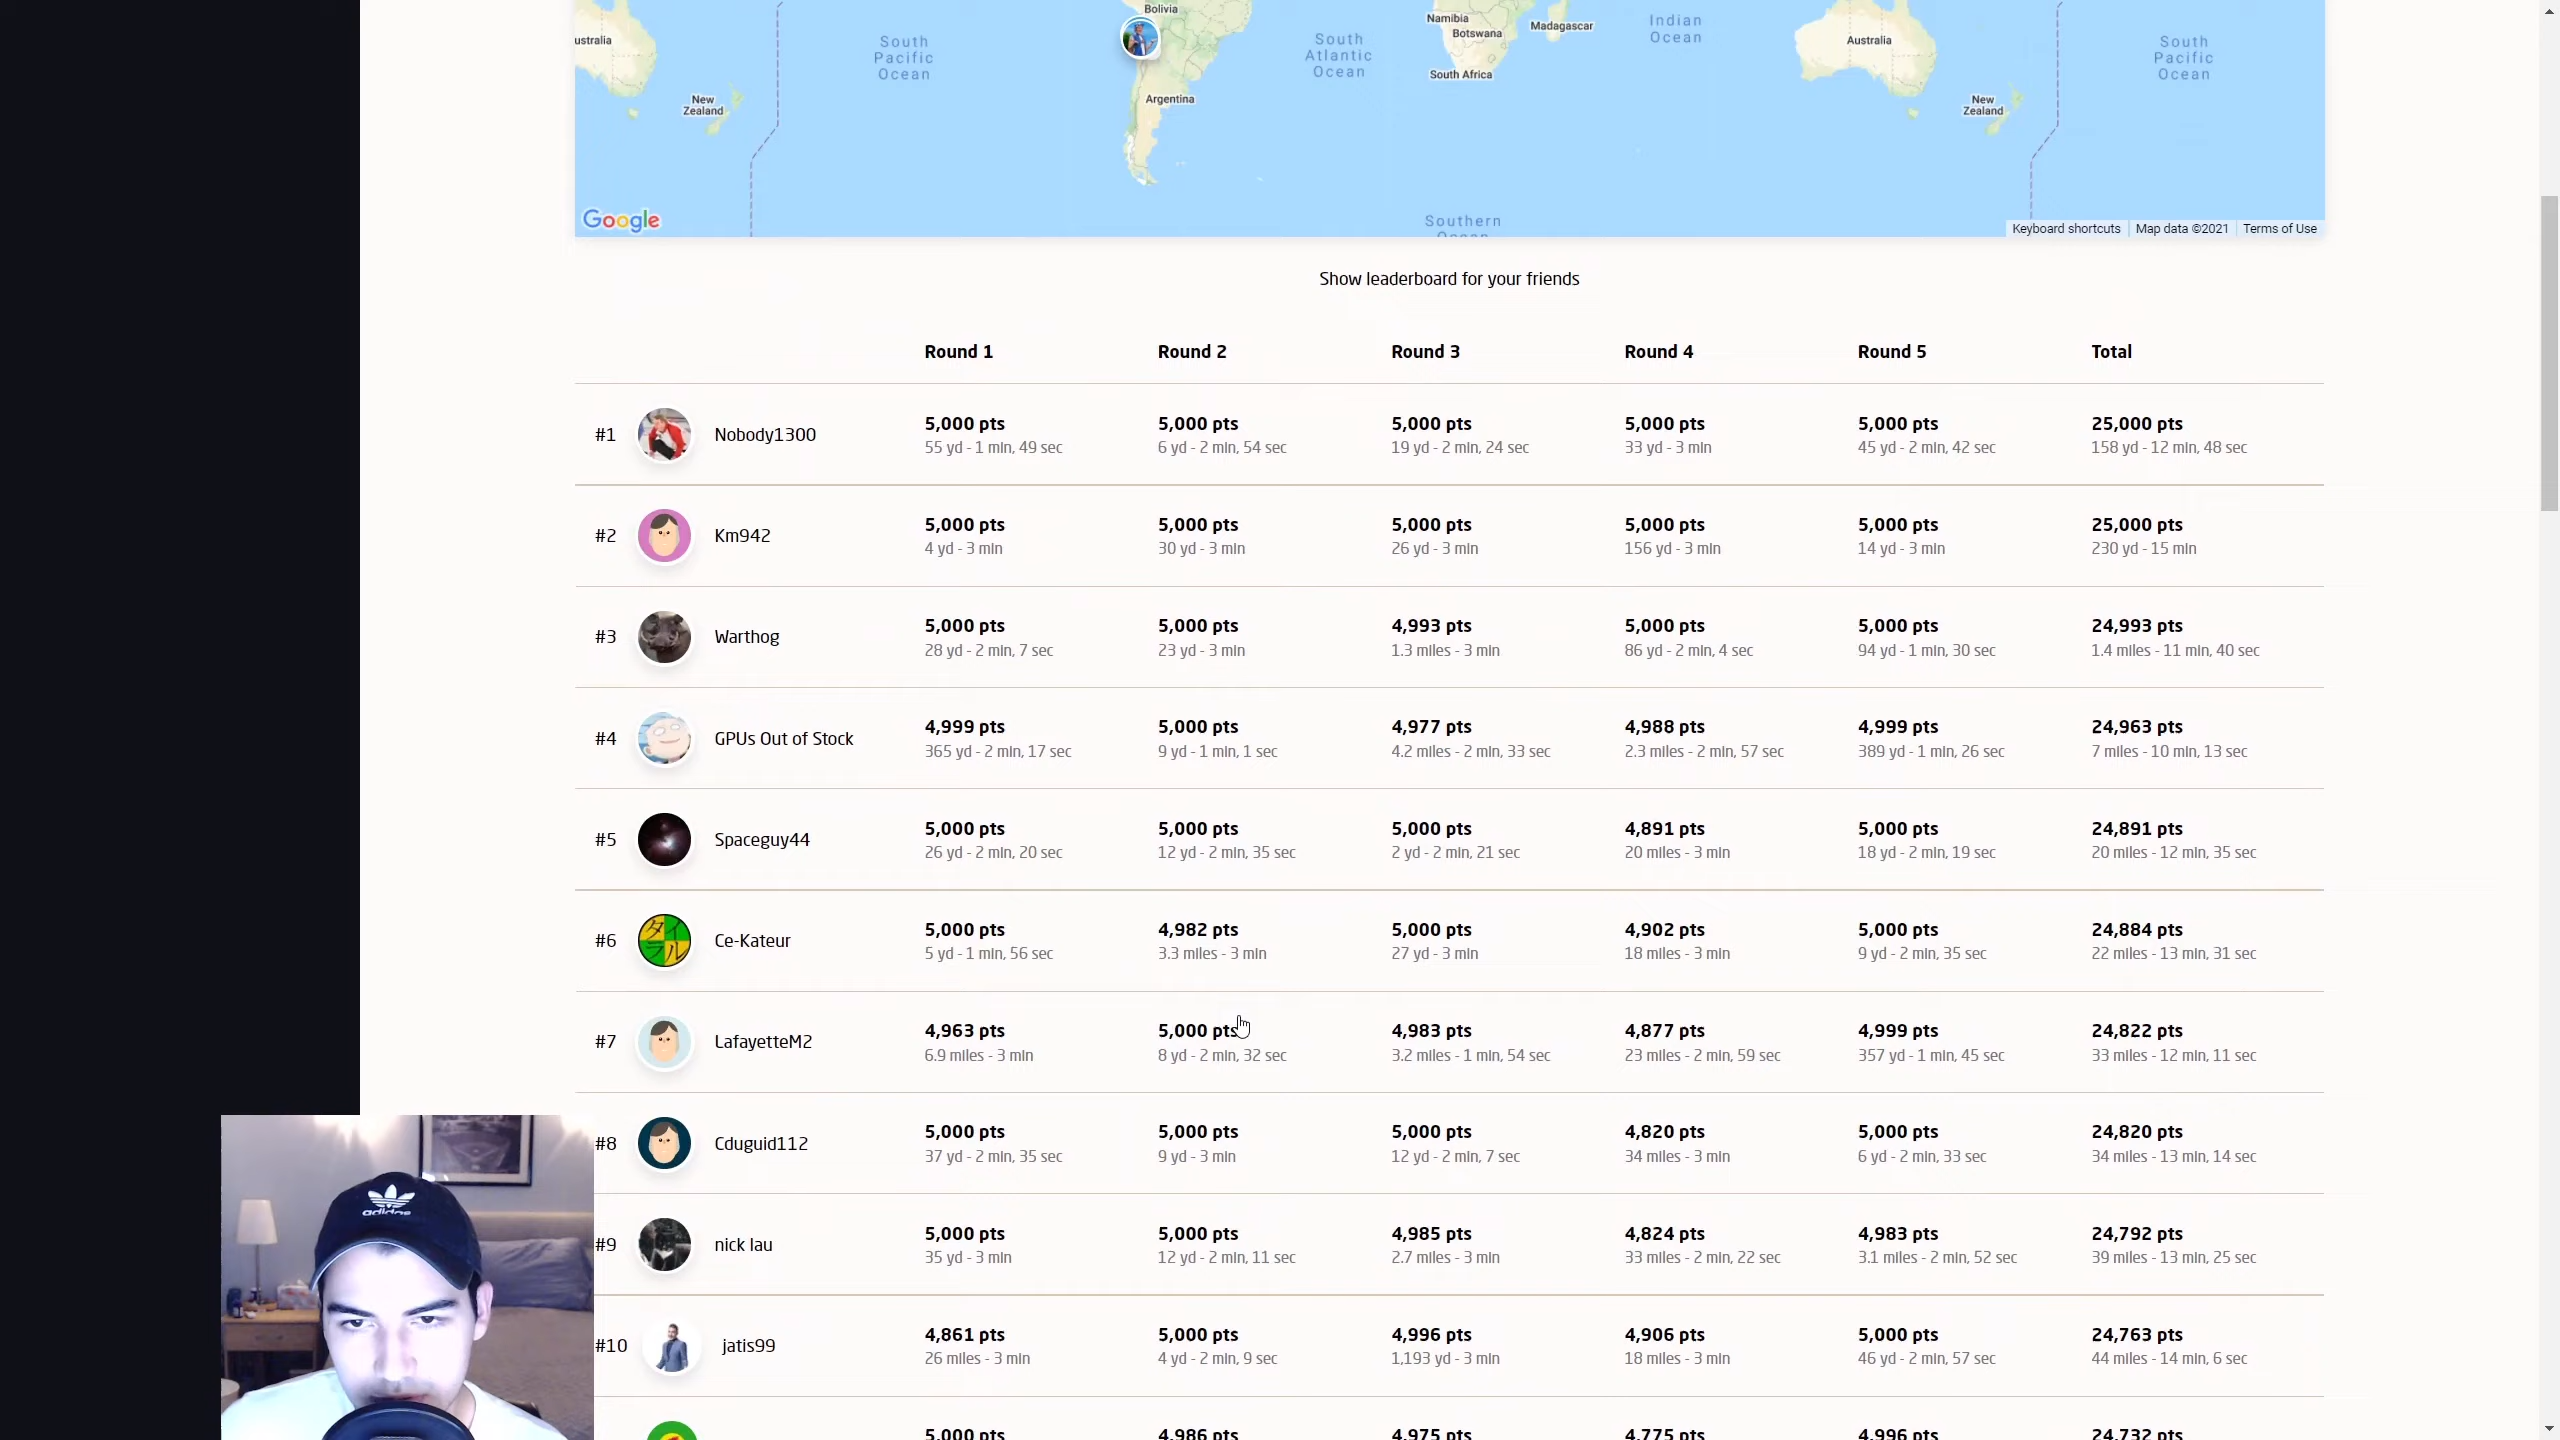 Bolivia
Namibia
Botswana
Madagascar
Indian
Ocean
ustralia
South
Pacific
Ocean
South
Atlantic
Ocean
Australia
South
Pacific
Ocean
South Africa
New
Zealand
Argentina
New
Zealand
Google
Southern
Keyboard shortcuts
Map data ©2021
Terms of Use
Show leaderboard for your friends
Round 1 Round 2 Round 3 Round 4 Round 5 Total
#1 Nobody1300 5,000 pts 5,000 pts 5,000 pts 5,000 pts 5,000 pts 25,000 pts
55 yd - 1 min, 49 sec 6 yd - 2 min, 54 sec 19 yd - 2 min, 24 sec 33 yd - 3 min 45 yd - 2 min, 42 sec 158 yd - 12 min, 48 sec
#2 Km942 5,000 pts 5,000 pts 5,000 pts 5,000 pts 5,000 pts 25,000 pts
4 yd - 3 min 30 yd - 3 min 26 yd - 3 min 156 yd - 3 min 14 yd - 3 min 230 yd - 15 min
#3 Warthog 5,000 pts 5,000 pts 4,993 pts 5,000 pts 5,000 pts 24,993 pts
28 yd - 2 min, 7 sec 23 yd - 3 min 1.3 miles - 3 min 86 yd - 2 min, 4 sec 94 yd - 1 min, 30 sec 1.4 miles - 11 min, 40 sec
#4 GPUs Out of Stock 4,999 pts 5,000 pts 4,977 pts 4,988 pts 4,999 pts 24,963 pts
365 yd - 2 min, 17 sec 9 yd - 1 min, 1 sec 4.2 miles - 2 min, 33 sec 2.3 miles - 2 min, 57 sec 389 yd - 1 min, 26 sec 7 miles - 10 min, 13 sec
#5 Spaceguy44 5,000 pts 5,000 pts 5,000 pts 4,891 pts 5,000 pts 24,891 pts
26 yd - 2 min, 20 sec 12 yd - 2 min, 35 sec 2 yd - 2 min, 21 sec 20 miles - 3 min 18 yd - 2 min, 19 sec 20 miles - 12 min, 35 sec
タイ
ラル
#6 Ce-Kateur 5,000 pts 4,982 pts 5,000 pts 4,902 pts 5,000 pts 24,884 pts
5 yd - 1 min, 56 sec 3.3 miles - 3 min 27 yd - 3 min 18 miles - 3 min 9 yd - 2 min, 35 sec 22 miles - 13 min, 31 sec
#7 LafayetteM2 4,963 pts 5,000 pts 4,983 pts 4,877 pts 4,999 pts 24,822 pts
6.9 miles - 3 min 8 yd - 2 min, 32 sec 3.2 miles - 1 min, 54 sec 23 miles - 2 min, 59 sec 357 yd - 1 min, 45 sec 33 miles - 12 min, 11 sec
#8 Cduguid112 5,000 pts 5,000 pts 5,000 pts 4,820 pts 5,000 pts 24,820 pts
37 yd - 2 min, 35 sec 9 yd - 3 min 12 yd - 2 min, 7 sec 34 miles - 3 min 6 yd - 2 min, 33 sec 34 miles - 13 min, 14 sec
adidas
#9 nick lau 5,000 pts 5,000 pts 4,985 pts 4,824 pts 4,983 pts 24,792 pts
35 yd - 3 min 12 yd - 2 min, 11 sec 2.7 miles - 3 min 33 miles - 2 min, 22 sec 3.1 miles - 2 min, 52 sec 39 miles - 13 min, 25 sec
#10 jatis99 4,861 pts 5,000 pts 4,996 pts 4,906 pts 5,000 pts 24,763 pts
26 miles - 3 min 4 yd - 2 min, 9 sec 1,193 yd - 3 min 18 miles - 3 min 46 yd - 2 min, 57 sec 44 miles - 14 min, 6 sec
5,000 pts 4,986 pts 4,975 pts 4,775 pts 4,996 pts 24,732 pts